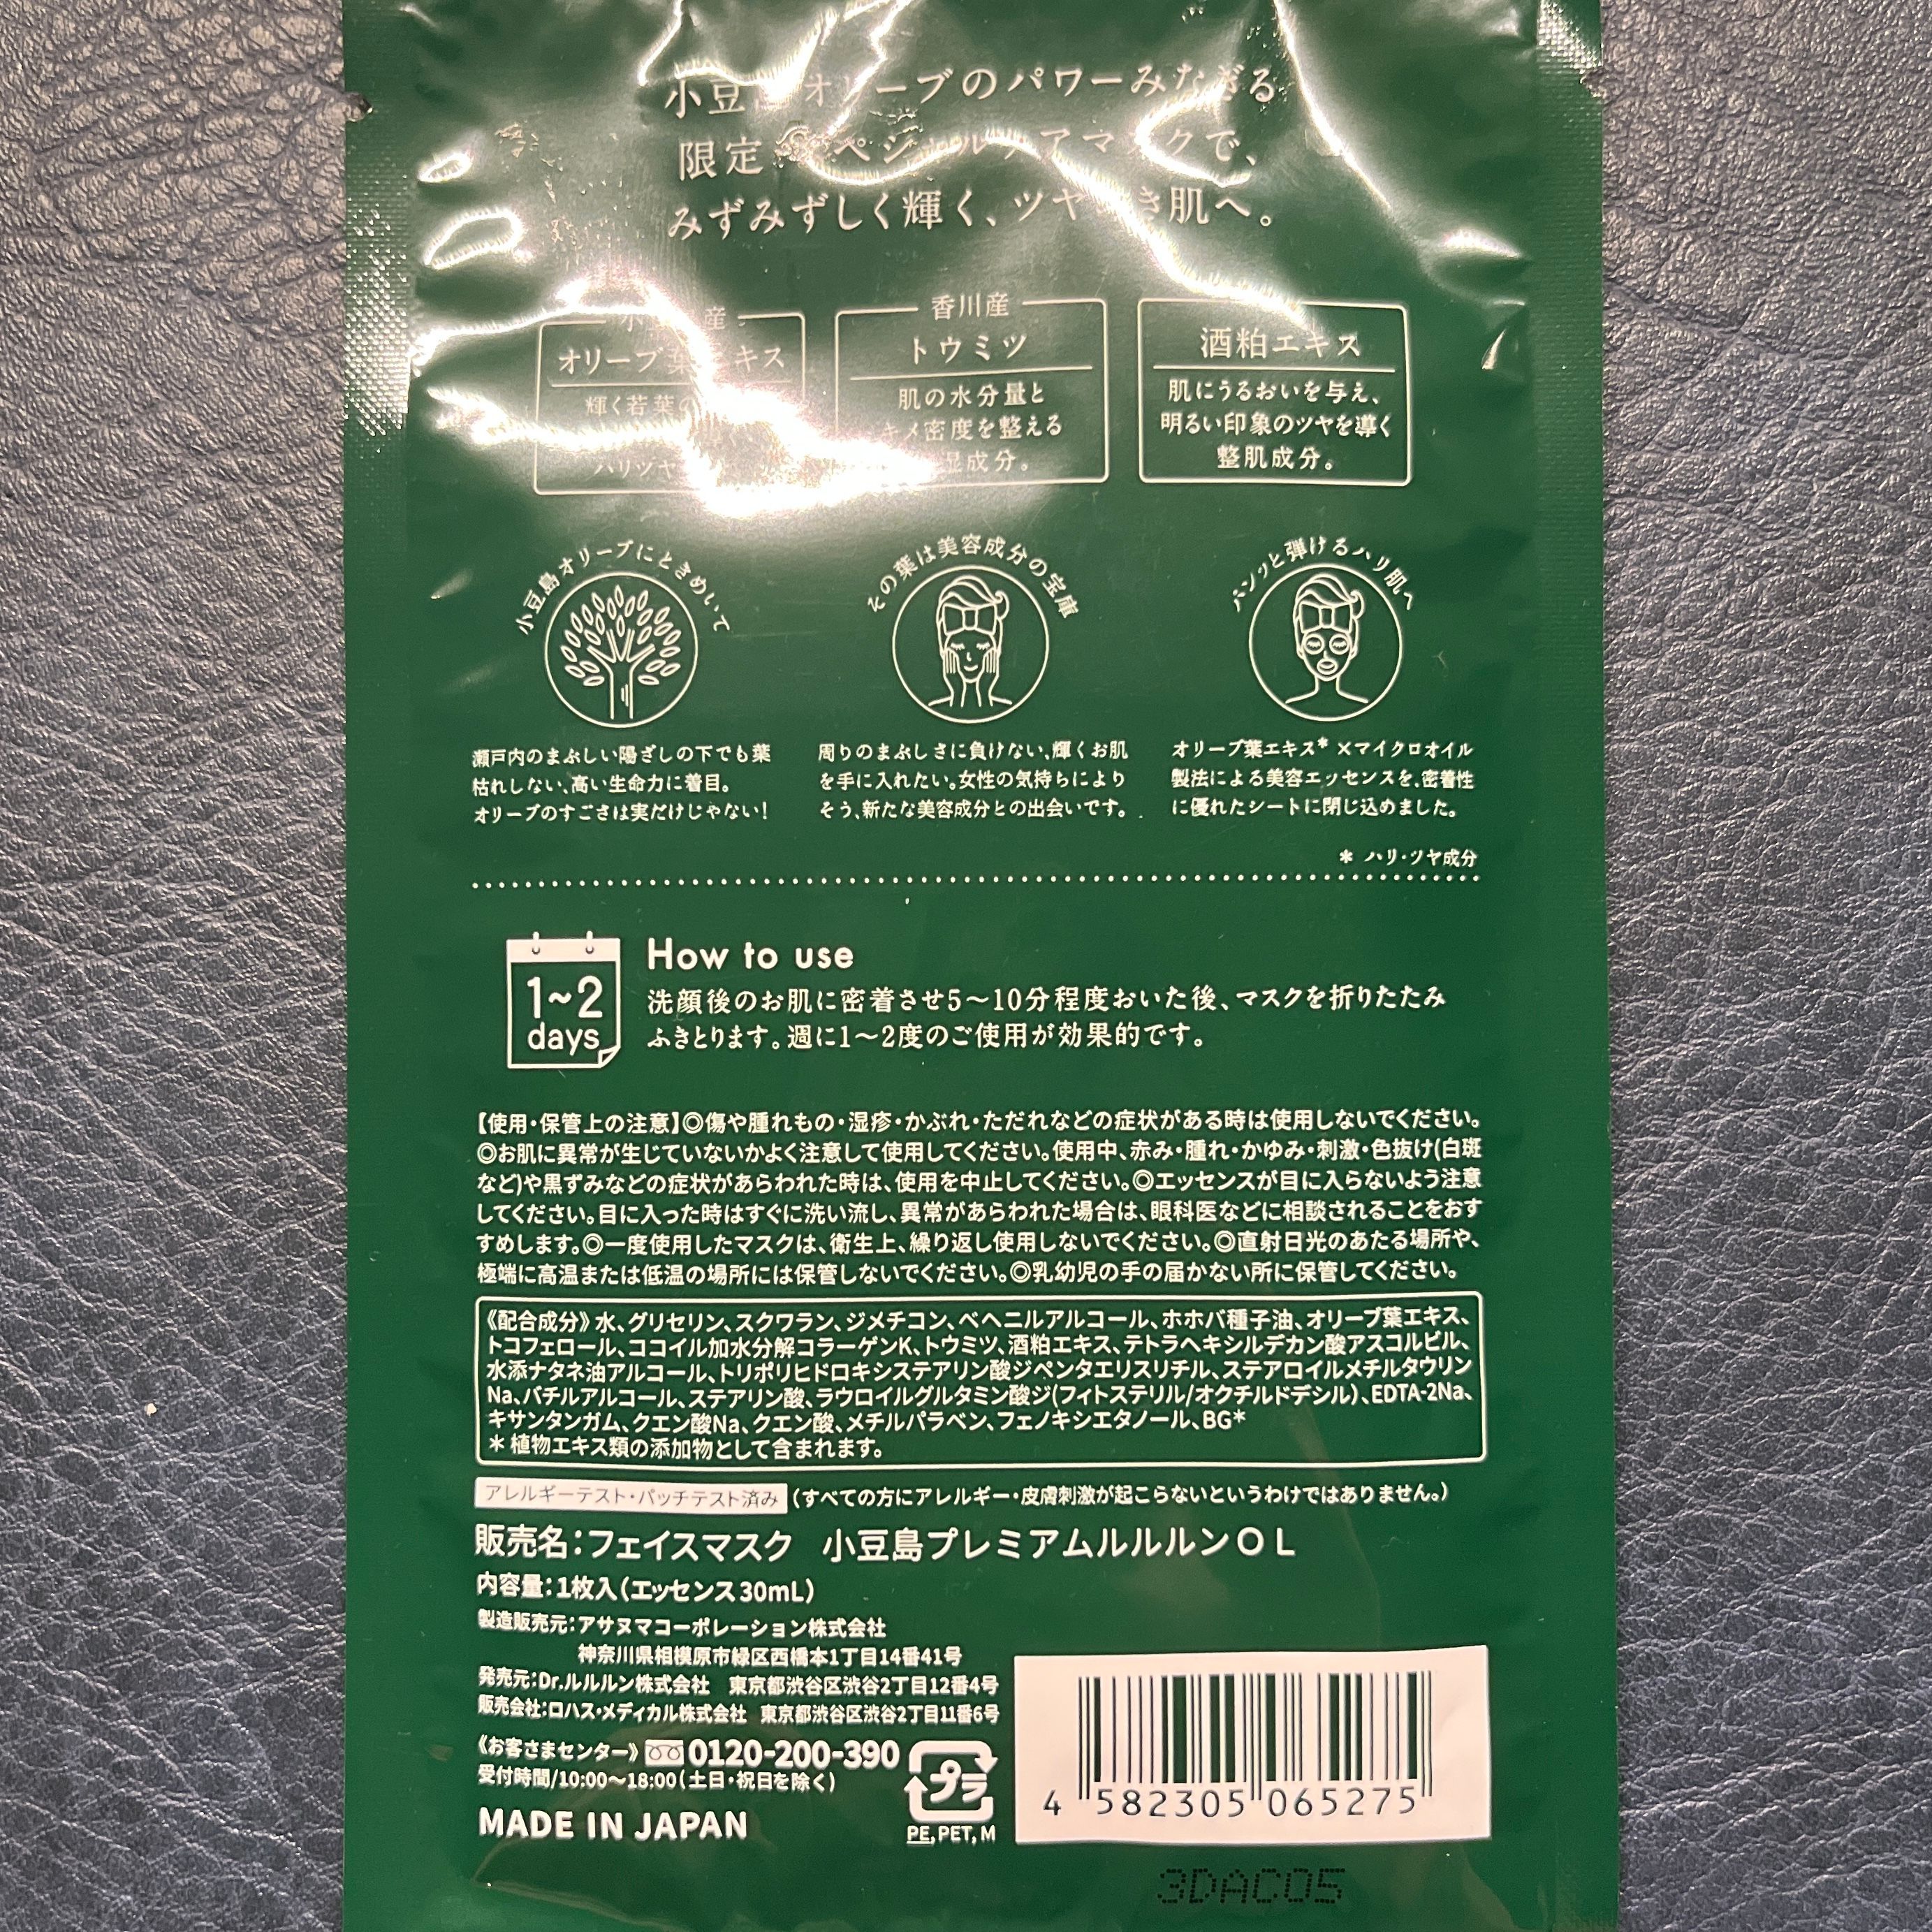 小豆 オリーブのパワーみなぎる
限定
みずみずしく輝く、ツヤ き肌へ。
産
オリーブ葉 キス
輝く若葉の
ハリツヤ
香川産
トウミツ
肌の水分量と
キメ密度を整える
成分。
酒粕エキス
肌にうるおいを与え、
明るい印象のツヤを導く
整肌成分。
小豆島オリーブにときめいて
瀬戸内のまぶしい陽ざしの下でも葉
枯れしない、高い生命力に着目。
オリーブのすごさは実だけじゃない!
その葉は美容成分の宝庫
周りのまぶしさに負けない、輝くお肌
を手に入れたい。女性の気持ちにより
そう、新たな美容成分との出会いです。
パンッと弾けるハリ肌へ
オリーブ葉エキス*×マイクロオイル
製法による美容エッセンスを、密着性
に優れたシートに閉じ込めました。
* ハリ・ツヤ成分
1~2
days
How to use
洗顔後のお肌に密着させ5〜10分程度おいた後、マスクを折りたたみ
ふきとります。週に1〜2度のご使用が効果的です。
【使用・保管上の注意】◎傷や腫れもの・湿疹・かぶれ・ただれなどの症状がある時は使用しないでください。
◎お肌に異常が生じていないかよく注意して使用してください。使用中、赤み・腫れ・かゆみ・刺激・色抜け(白斑
など)や黒ずみなどの症状があらわれた時は、使用を中止してください。◎エッセンスが目に入らないよう注意
してください。目に入った時はすぐに洗い流し、異常があらわれた場合は、眼科医などに相談されることをおす
すめします。◎一度使用したマスクは、衛生上、繰り返し使用しないでください。◎直射日光のあたる場所や、
極端に高温または低温の場所には保管しないでください。◎乳幼児の手の届かない所に保管してください。
《配合成分》水、グリセリン、スクワラン、ジメチコン、ベヘニルアルコール、ホホバ種子油、オリーブ葉エキス、
トコフェロール、ココイル加水分解コラーゲンK、トウミツ、酒粕エキス、テトラヘキシルデカン酸アスコルビル、
水添ナタネ油アルコール、トリポリヒドロキシステアリン酸ジペンタエリスリチル、ステアロイルメチルタウリン
Na、バチルアルコール、ステアリン酸、ラウロイルグルタミン酸ジ(フィトステリル/オクチルドデシル)、EDTA-2Na、
キサンタンガム、クエン酸Na、クエン酸、メチルパラベン、フェノキシエタノール、BG*
*植物エキス類の添加物として含まれます。
アレルギーテスト・パッチテスト済み(すべての方にアレルギー・皮膚刺激が起こらないというわけではありません。)
販売名:フェイスマスク 小豆島プレミアムルルルンOL
内容量:1枚入(エッセンス30mL)
製造販売元:アサヌマコーポレーション株式会社
神奈川県相模原市緑区西橋本1丁目14番41号
発売元:Dr.ルルルン株式会社 東京都渋谷区渋谷2丁目12番4号
販売会社:ロハス・メディカル株式会社 東京都渋谷区渋谷2丁目11番6号
《お客さまセンター》0120-200-390
受付時間/10:00〜18:00(土日・祝日を除く)
MADE IN JAPAN
プラ
PE,PET,M
4 582305 065275
3DAC05